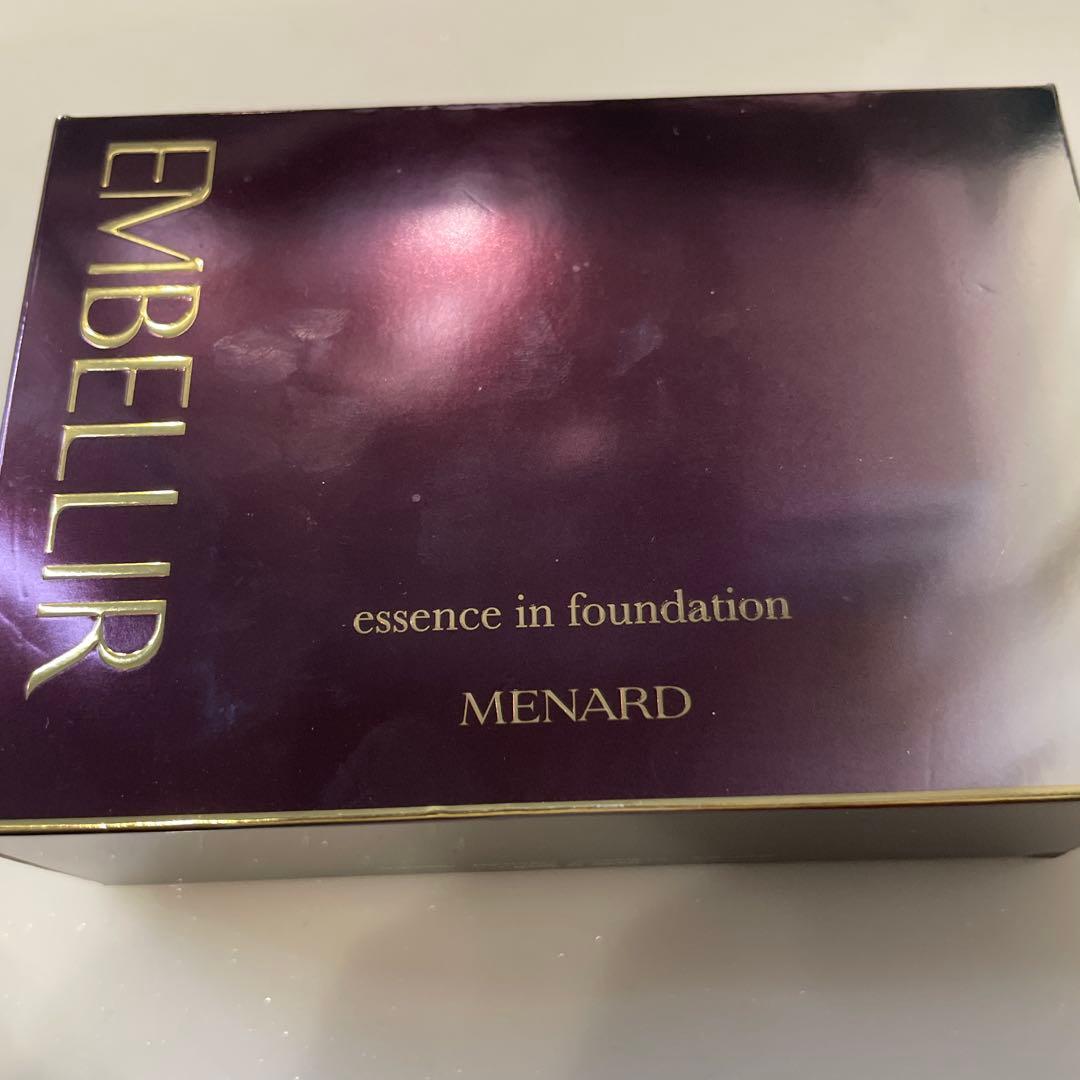 EMBELLIR
essence in foundation
MENARD